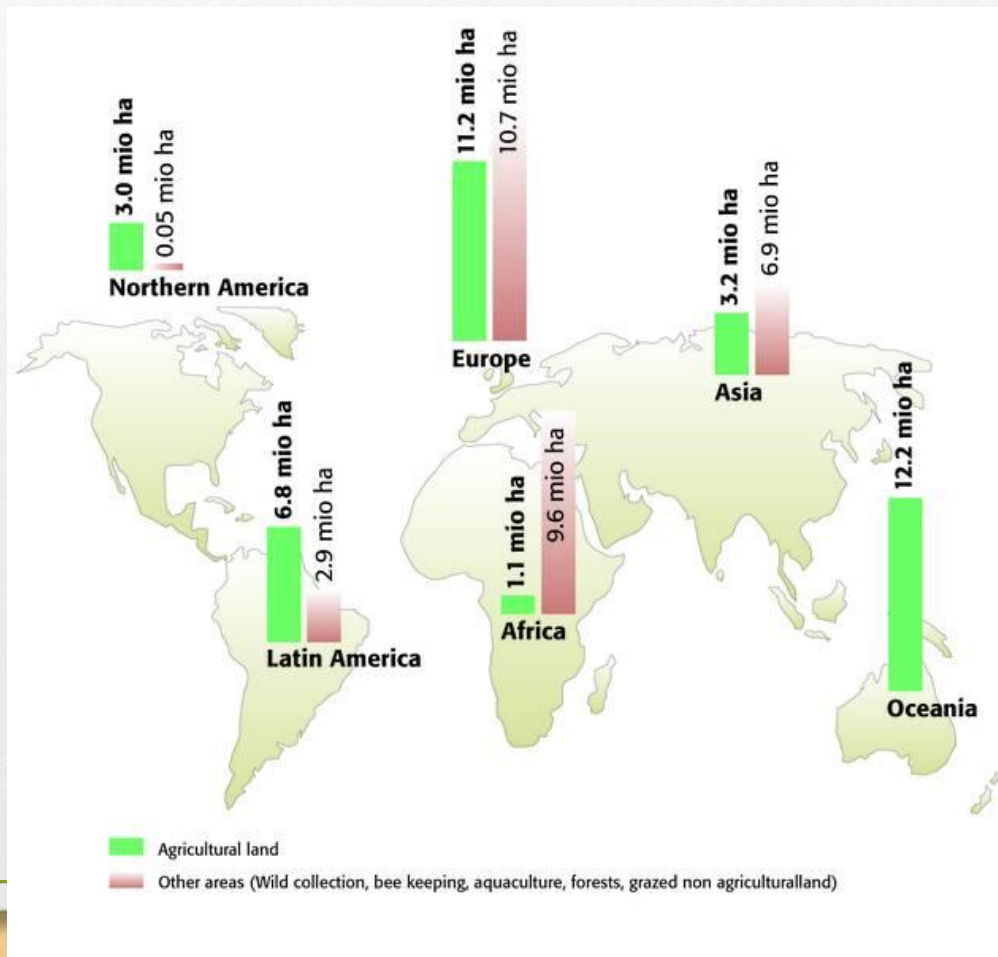 3.0 mio ha
0.05 mio ha
Northern America
11.2 mio ha
10.7 mio ha
Europe
3.2 mio ha
6.9 mio ha
Asia
6.8 mio ha
2.9 mio ha
Latin America
1.1 mio ha
9.6 mio ha
Africa
12.2 mio ha
Oceania
Agricultural land
Other areas (Wild collection, bee keeping, aquaculture, forests, grazed non agriculturalland)